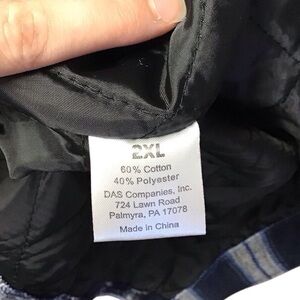 2XL
60% Cotton
40% Polyester
DAS Companies, Inc.
724 Lawn Road
Palmyra, PA 17078
Made in China